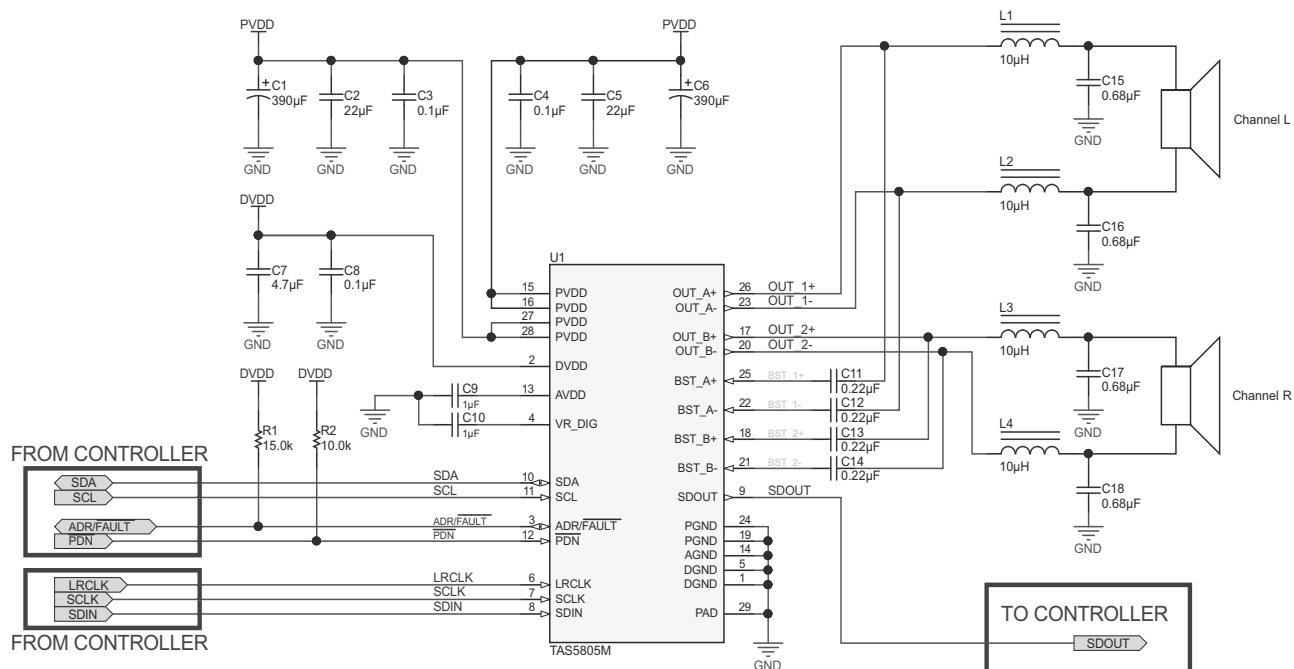 PVDD
C1
390µF
C2
22µF
C3
0.1µF
GND
GND
GND
PVDD
C4
0.1µF
C5
22µF
C6
390µF
GND
GND
GND
L1
10µH
C15
0.68µF
GND
Channel L
L2
10µH
C16
0.68µF
GND
DVDD
C7
4.7µF
C8
0.1µF
GND
GND
U1
15 PVDD
16 PVDD
27 PVDD
28 PVDD
2 DVDD
13 AVDD
4 VR_DIG
10 SDA
11 SCL
3 ADR/FAULT
12 PDN
6 LRCLK
7 SCLK
8 SDIN
OUT_A+ 26 OUT_1+
OUT_A- 23 OUT_1-
OUT_B+ 17 OUT_2+
OUT_B- 20 OUT_2-
BST_A+ 25 BST_1+ C11
0.22µF
BST_A- 22 BST_1- C12
0.22µF
BST_B+ 18 BST_2+ C13
0.22µF
BST_B- 21 BST_2- C14
0.22µF
SDOUT 9 SDOUT
PGND 24
PGND 19
AGND 14
DGND 5
DGND 1
PAD 29
GND
TAS5805M
L3
10µH
C17
0.68µF
GND
Channel R
L4
10µH
C18
0.68µF
GND
C9
1µF
C10
1µF
GND
DVDD
R1
15.0k
DVDD
R2
10.0k
FROM CONTROLLER
SDA
SCL
ADR/FAULT
PDN
SDA
SCL
ADR/FAULT
PDN
LRCLK
SCLK
SDIN
LRCLK
SCLK
SDIN
FROM CONTROLLER
TO CONTROLLER
SDOUT